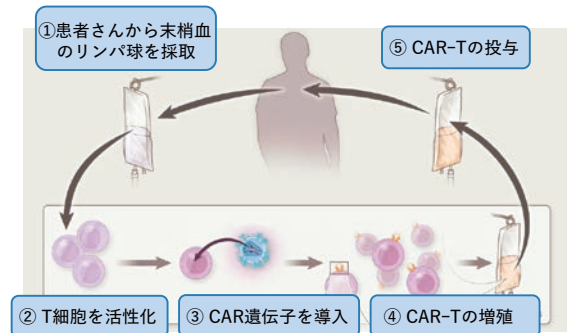 ①患者さんから末梢血
のリンパ球を採取
⑤ CAR-Tの投与
② T細胞を活性化
③ CAR遺伝子を導入
④ CAR-Tの増殖